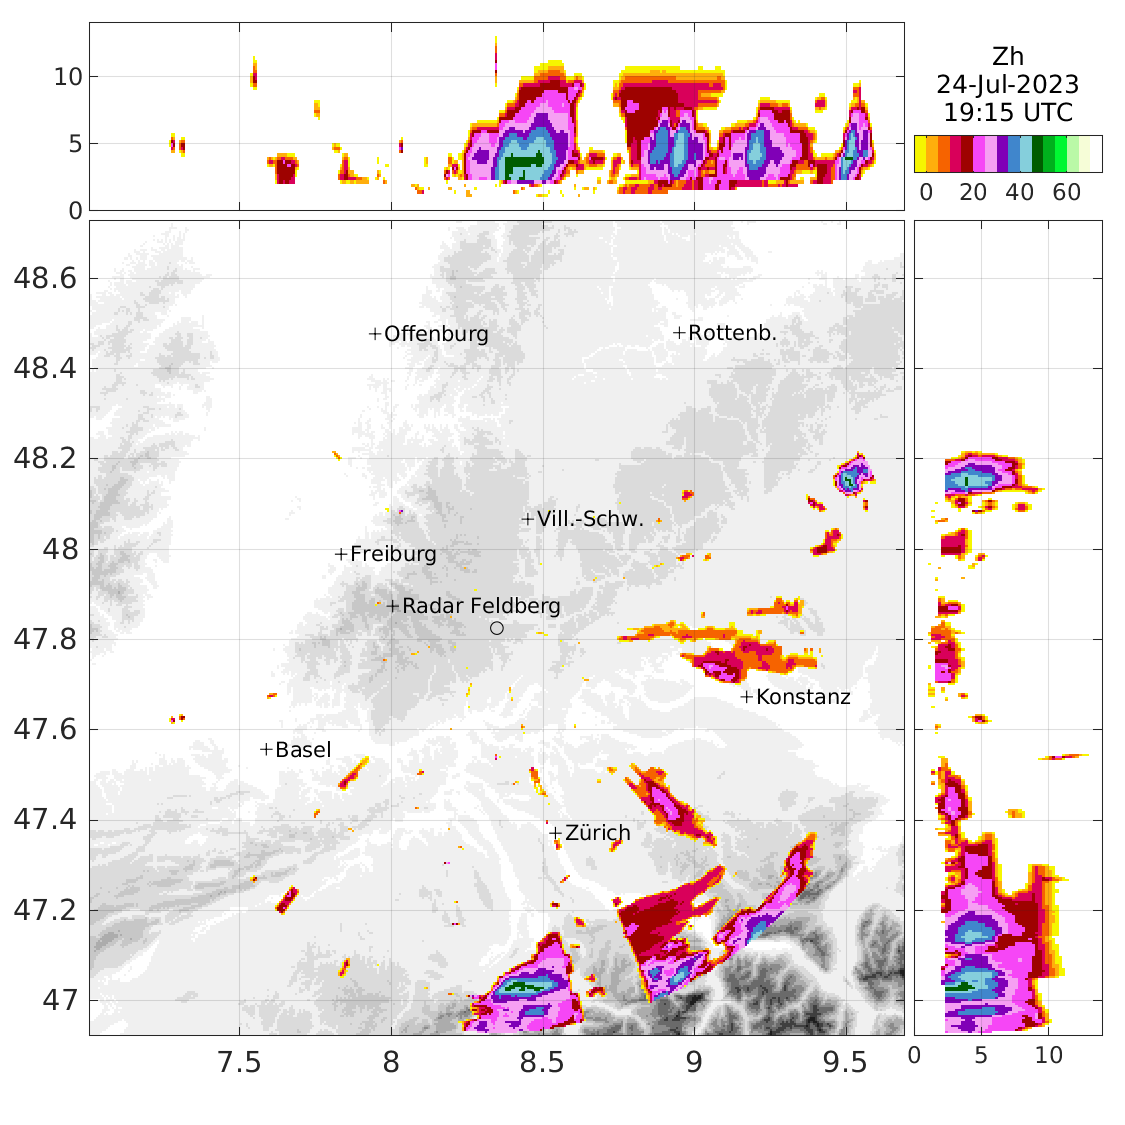 Zh
24-Jul-2023
19:15 UTC
0 20 40 60
10
5
0
48.6
48.4
48.2
48
47.8
47.6
47.4
47.2
47
+Offenburg
+Rottenb.
+Vill.-Schw.
+Freiburg
+Radar Feldberg
+Konstanz
+Basel
+Zürich
7.5 8 8.5 9 9.5
0 5 10